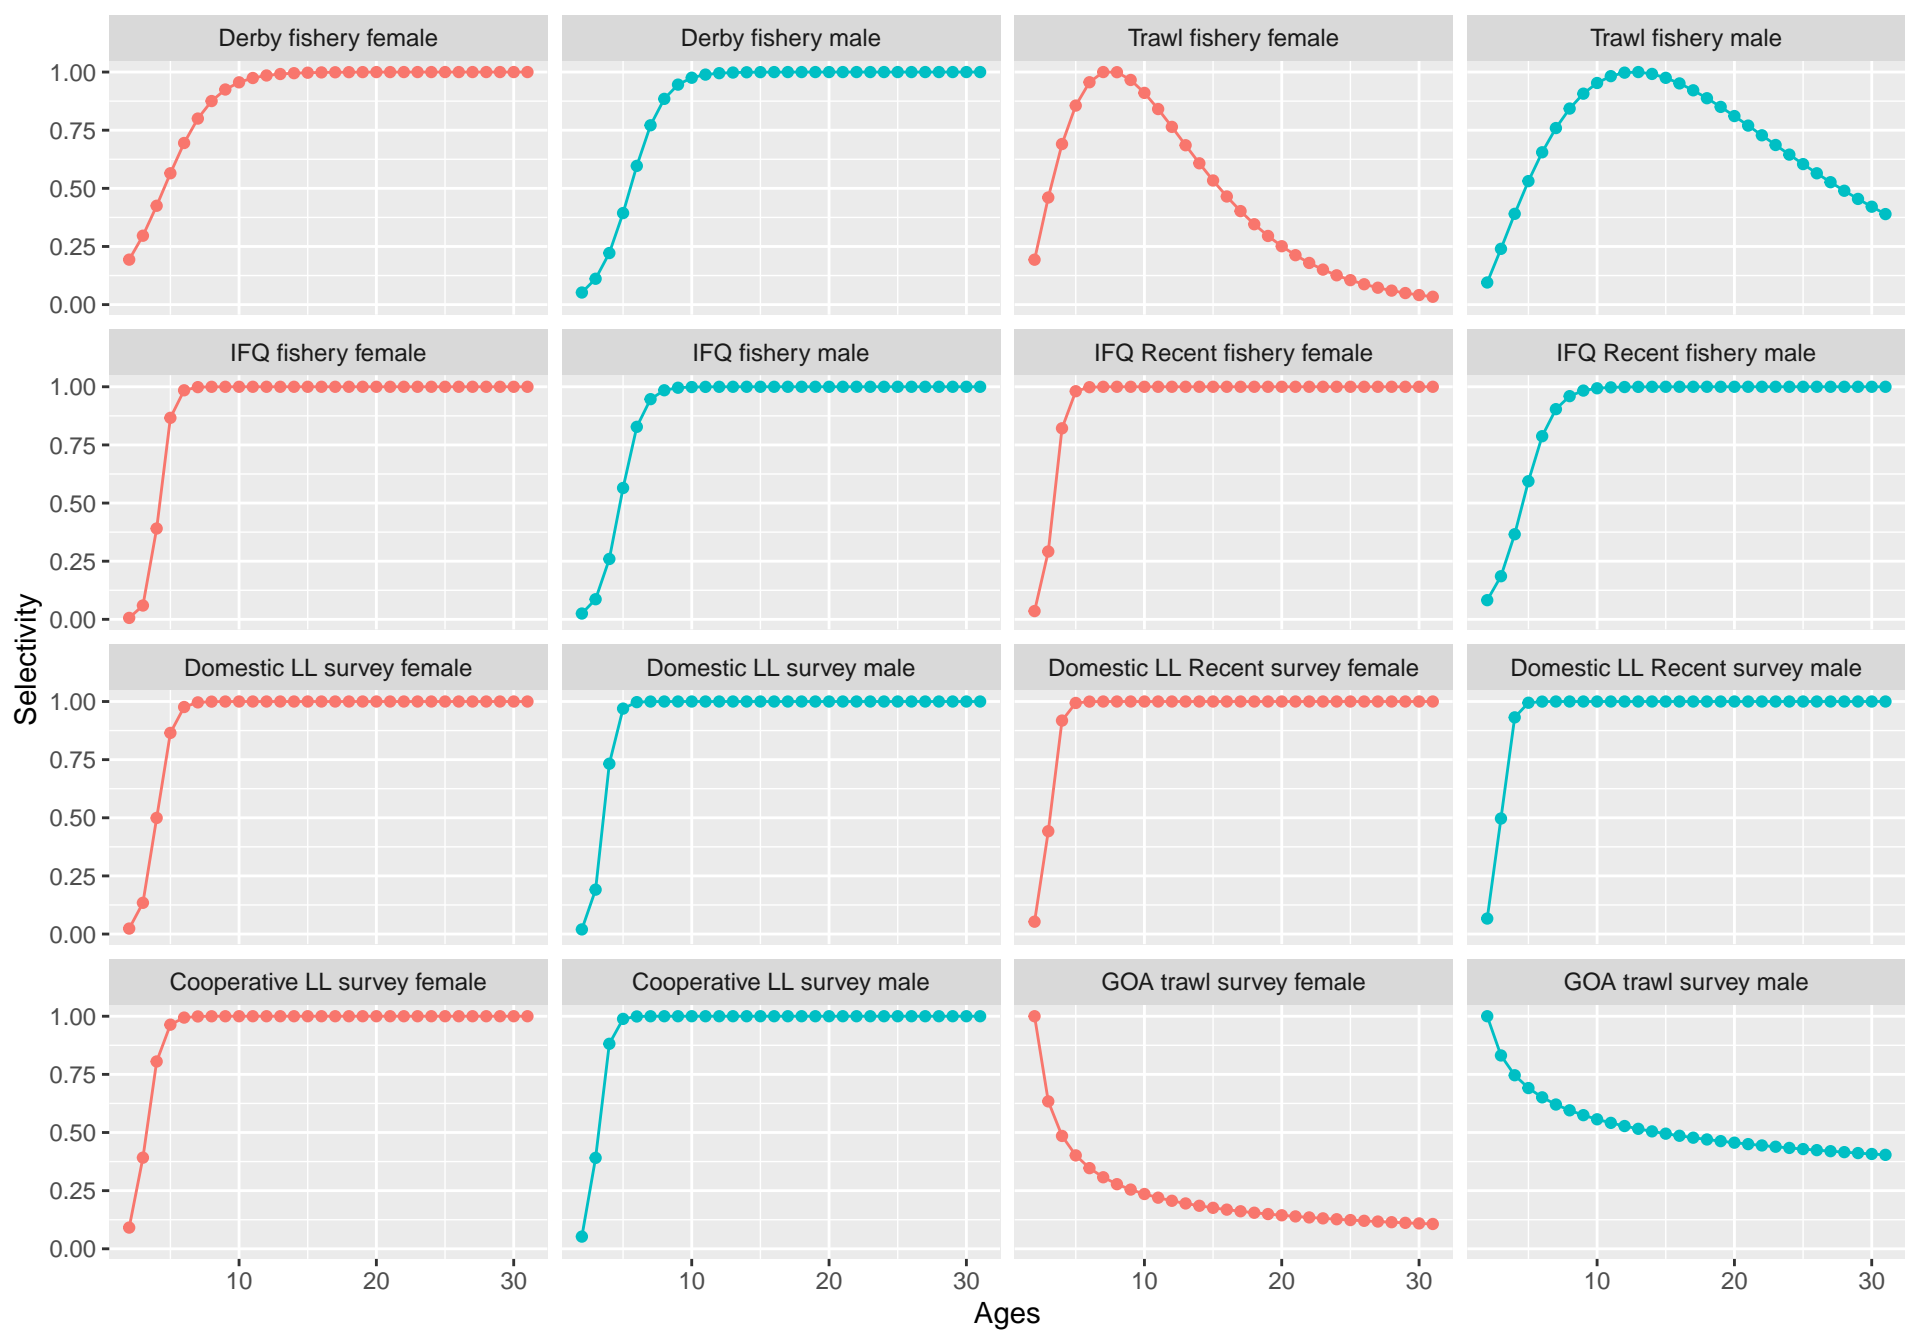 Derby fishery female
Derby fishery male
Trawl fishery female
Trawl fishery male
1.00
0.75
0.50
0.25
0.00
IFQ fishery female
IFQ fishery male
IFQ Recent fishery female
IFQ Recent fishery male
1.00
0.75
0.50
0.25
0.00
Selectivity
Domestic LL survey female
Domestic LL survey male
Domestic LL Recent survey female
Domestic LL Recent survey male
1.00
0.75
0.50
0.25
0.00
Cooperative LL survey female
Cooperative LL survey male
GOA trawl survey female
GOA trawl survey male
1.00
0.75
0.50
0.25
0.00
10 20 30 10 20 30 10 20 30 10 20 30
Ages